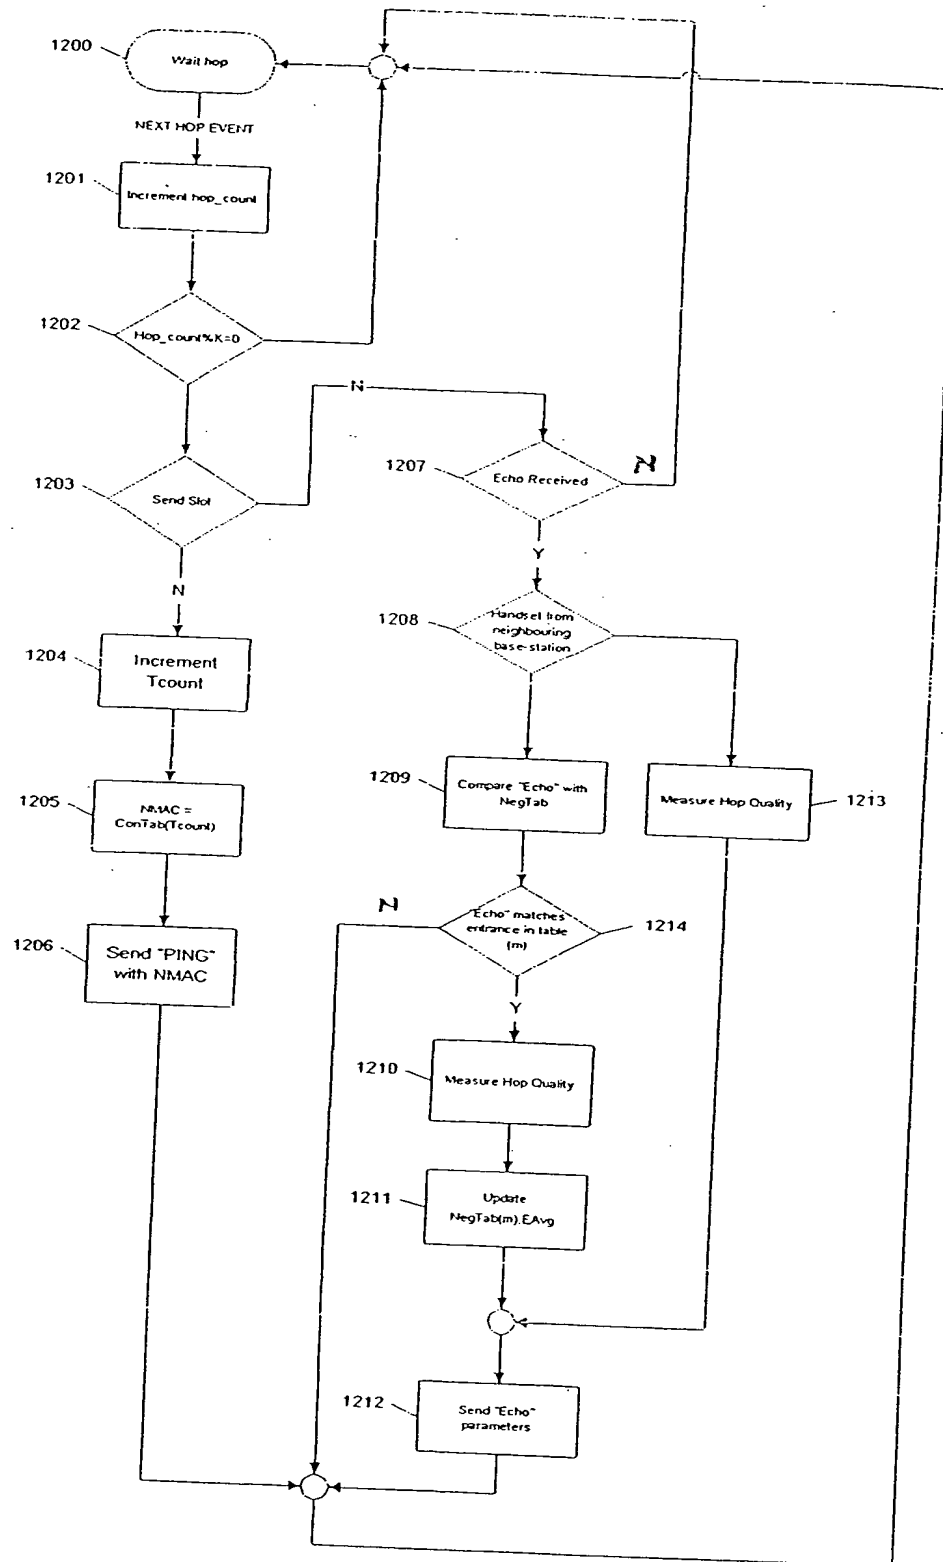 1200
Wait hop
NEXT HOP EVENT
1201
Increment hop_count
1202
Hop_count%K=0
N
1203
Send Slot
1207
Echo Received
N
N
Y
1208
Handset from
neighbouring
base-station
1204
Increment
Tcount
1209
Compare "Echo" with
NegTab
Measure Hop Quality
1213
1205
NMAC =
ConTab(Tcount)
N
"Echo" matches
entrance in table
(m)
1214
1206
Send "PING"
with NMAC
Y
1210
Measure Hop Quality
1211
Update
NegTab(m).EAvg
1212
Send "Echo"
parameters